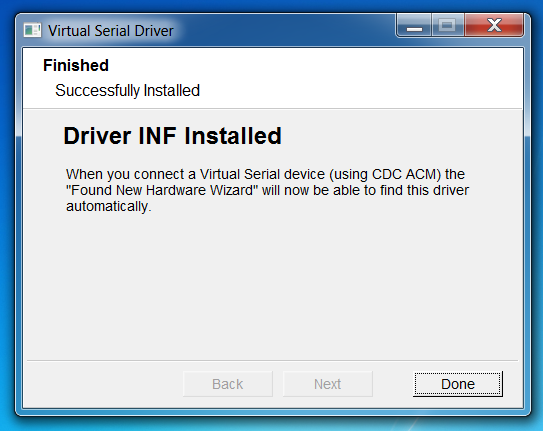 Virtual Serial Driver
Finished
Successfully Installed
Driver INF Installed
When you connect a Virtual Serial device (using CDC ACM) the
"Found New Hardware Wizard" will now be able to find this driver
automatically.
Back
Next
Done